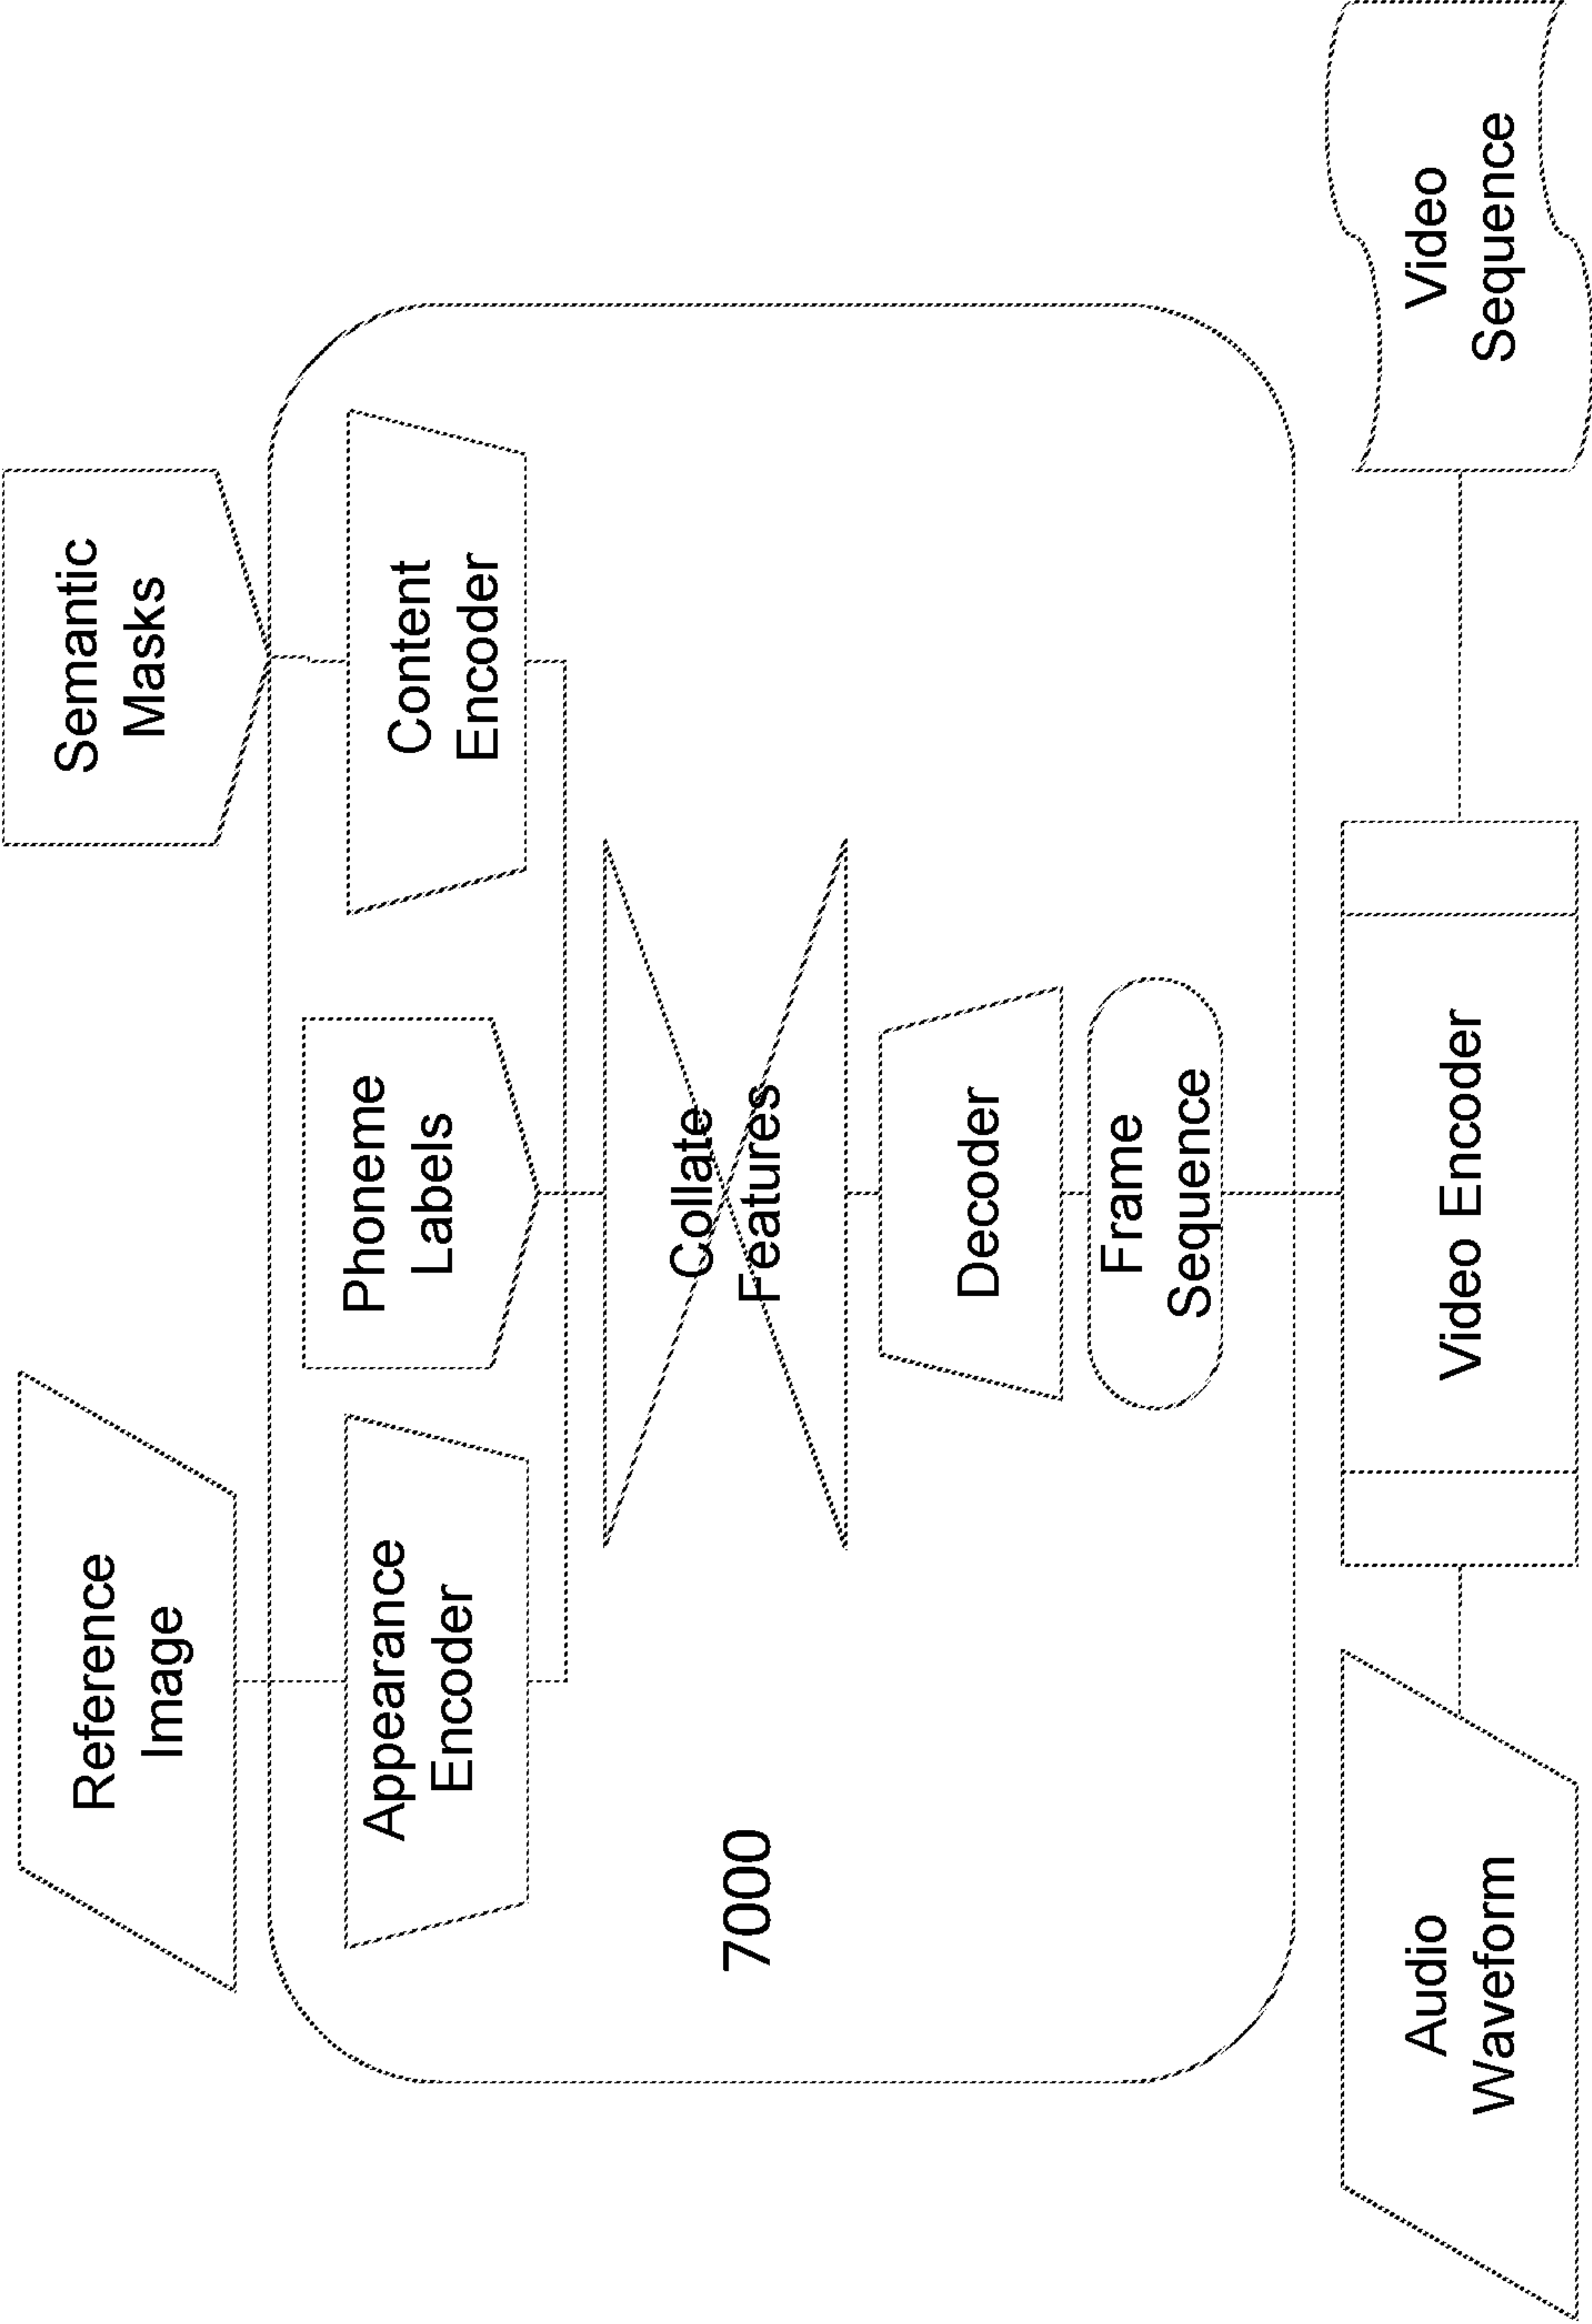 Reference
Image
Semantic
Masks
Appearance
Encoder
Phoneme
Labels
Content
Encoder
Collate
Features
7000
Decoder
Frame
Sequence
Audio
Waveform
Video Encoder
Video
Sequence